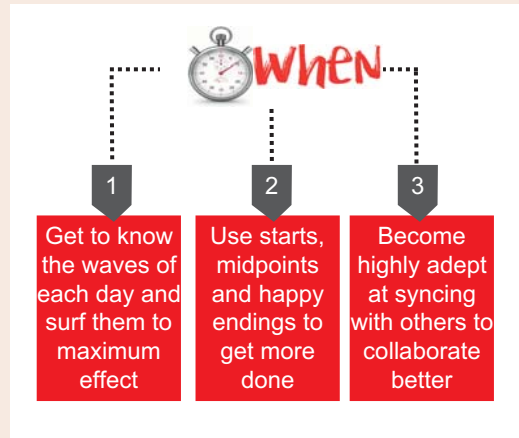 WHEN
1
Get to know
the waves of
each day and
surf them to
maximum
effect
2
Use starts,
midpoints
and happy
endings to
get more
done
3
Become
highly adept
at syncing
with others to
collaborate
better